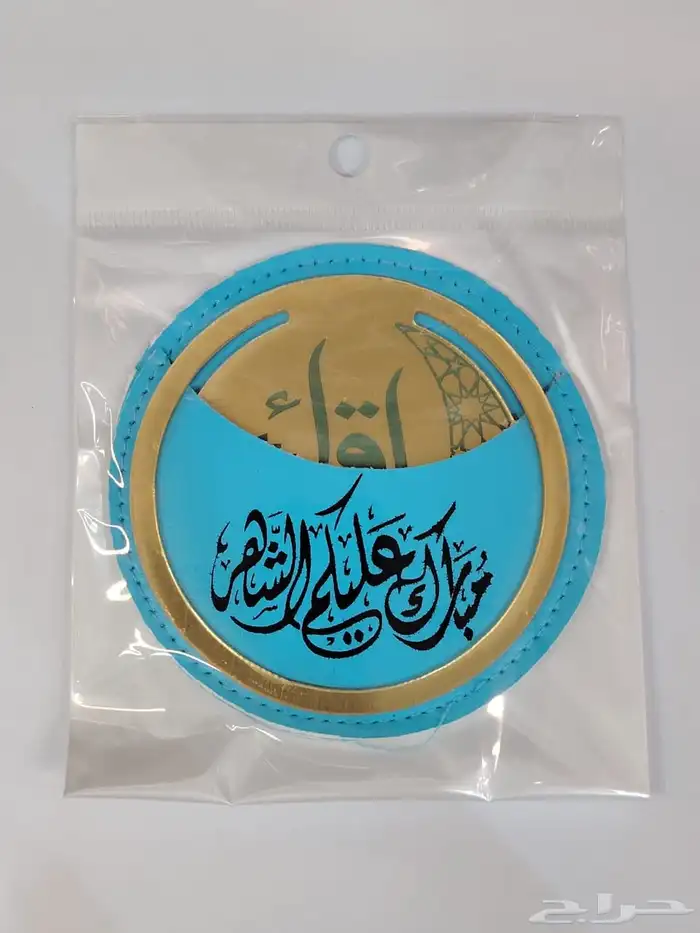 اقرأ
مبارك عليكم الشهر
حراج